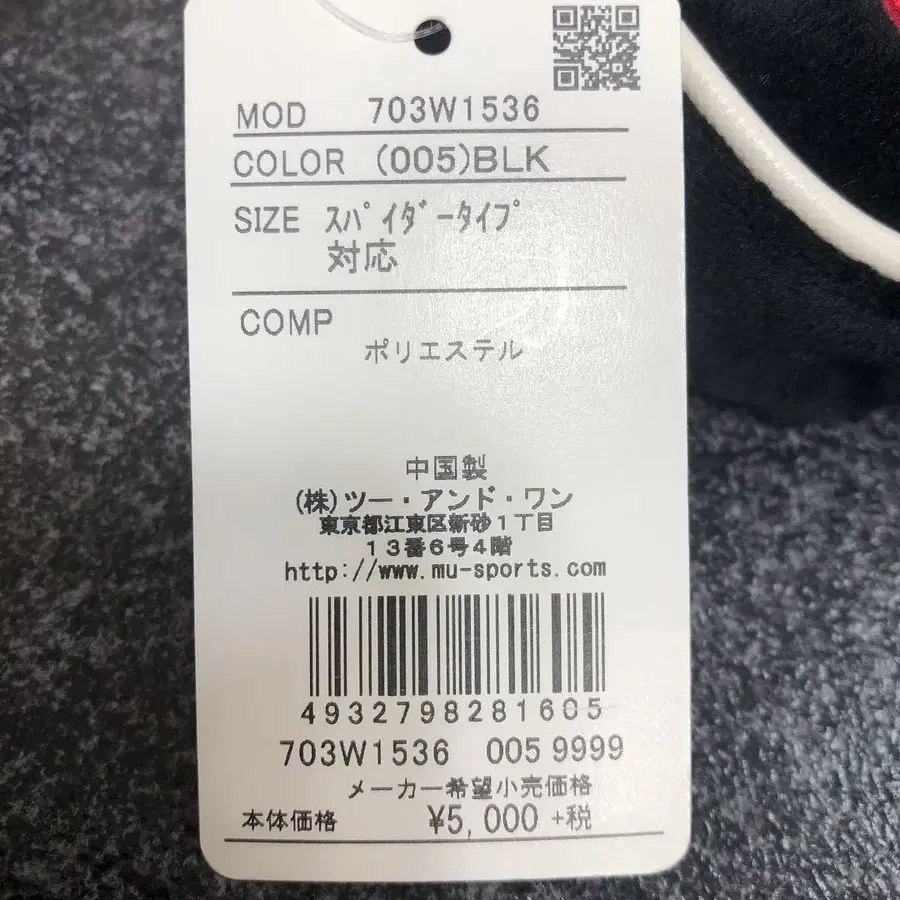 MOD 703W1536
COLOR (005)BLK
SIZE ｽﾊﾟｲﾀﾞｰﾀｲﾌﾟ
対応
COMP
ポリエステル
中国製
(株)ツー・アンド・ワン
東京都江東区新砂１丁目
１３番６号４階
http://www.mu-sports.com
4932798281605
703W1536 005 9999
メーカー希望小売価格
本体価格 ¥5,000 +税